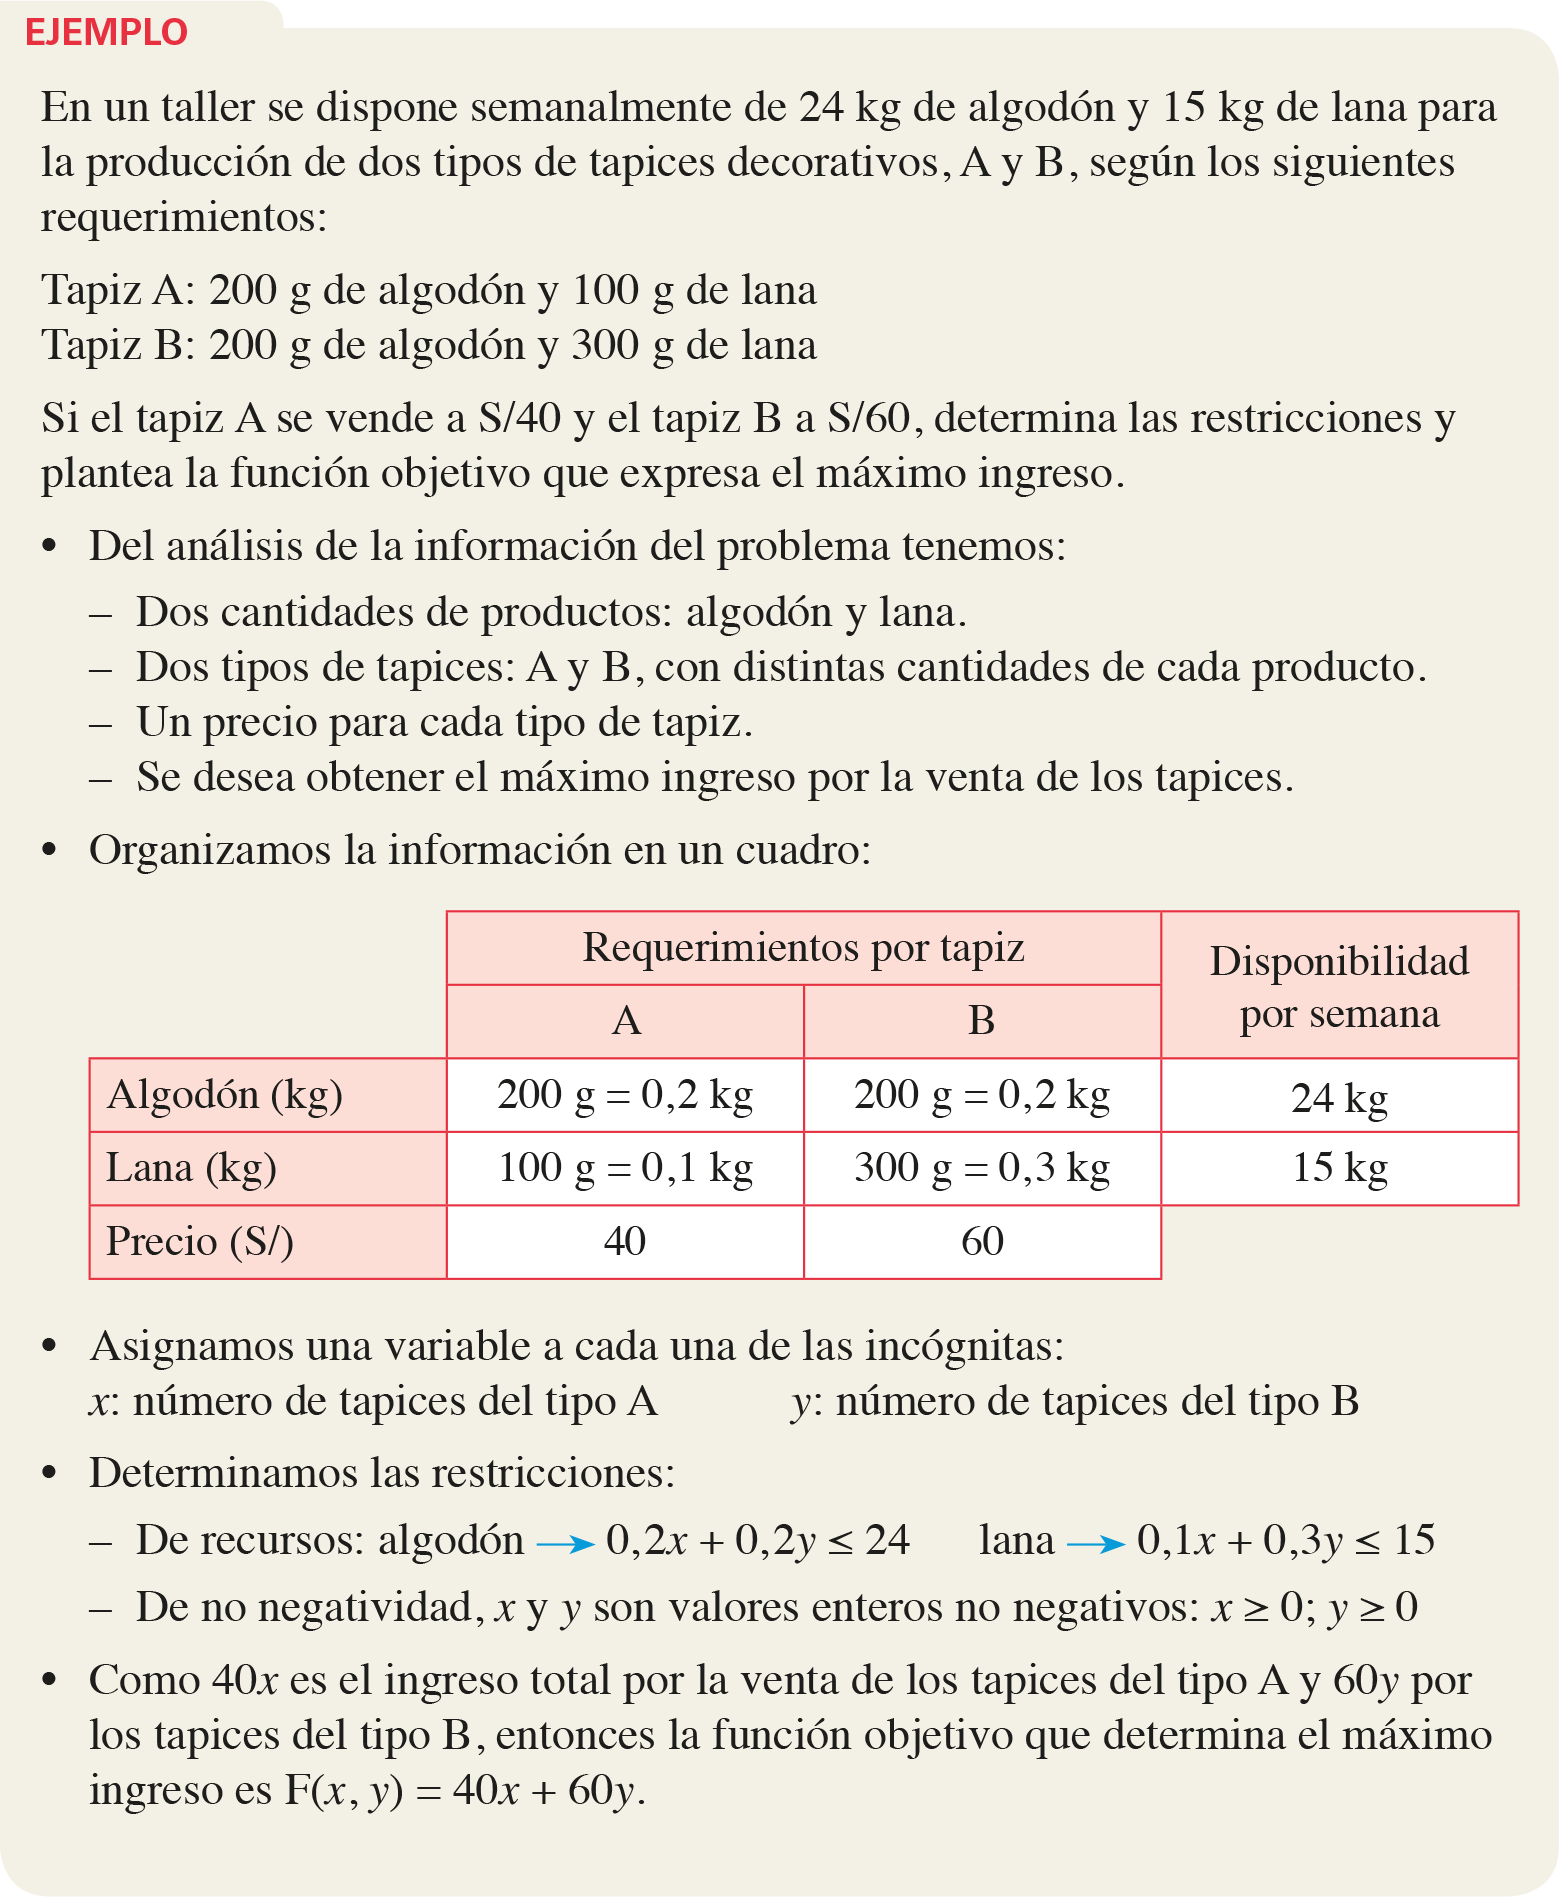 EJEMPLO
En un taller se dispone semanalmente de 24 kg de algodón y 15 kg de lana para
la producción de dos tipos de tapices decorativos, A y B, según los siguientes
requerimientos:
Tapiz A: 200 g de algodón y 100 g de lana
Tapiz B: 200 g de algodón y 300 g de lana
Si el tapiz A se vende a S/40 y el tapiz B a S/60, determina las restricciones y
plantea la función objetivo que expresa el máximo ingreso.
• Del análisis de la información del problema tenemos:
– Dos cantidades de productos: algodón y lana.
– Dos tipos de tapices: A y B, con distintas cantidades de cada producto.
– Un precio para cada tipo de tapiz.
– Se desea obtener el máximo ingreso por la venta de los tapices.
• Organizamos la información en un cuadro:
Requerimientos por tapiz
Disponibilidad
por semana
A B
Algodón (kg) 200 g = 0,2 kg 200 g = 0,2 kg 24 kg
Lana (kg) 100 g = 0,1 kg 300 g = 0,3 kg 15 kg
Precio (S/) 40 60
• Asignamos una variable a cada una de las incógnitas:
x: número de tapices del tipo A y: número de tapices del tipo B
• Determinamos las restricciones:
– De recursos: algodón → 0,2x + 0,2y ≤ 24 lana → 0,1x + 0,3y ≤ 15
– De no negatividad, x y y son valores enteros no negativos: x ≥ 0; y ≥ 0
• Como 40x es el ingreso total por la venta de los tapices del tipo A y 60y por
los tapices del tipo B, entonces la función objetivo que determina el máximo
ingreso es F(x, y) = 40x + 60y.